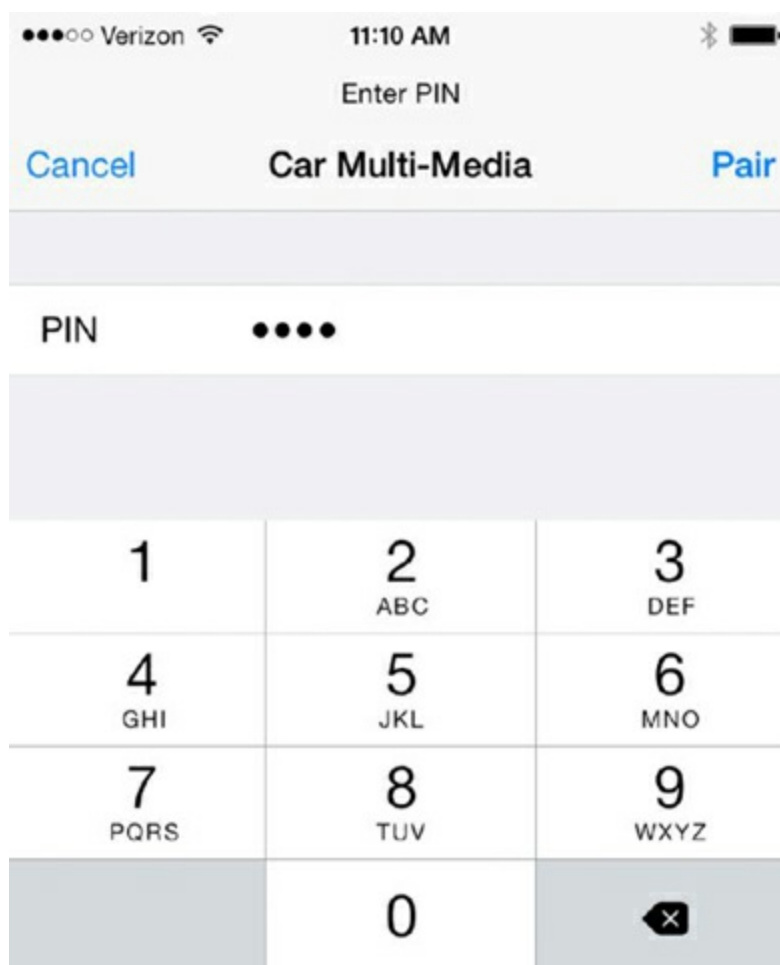 ●●●○○ Verizon 11:10 AM
Enter PIN
Cancel Car Multi-Media Pair
PIN ●●●●
1 2 3
ABC DEF
4 5 6
GHI JKL MNO
7 8 9
PQRS TUV WXYZ
0